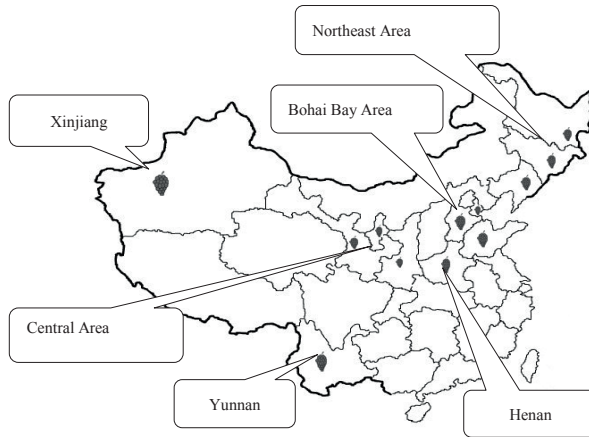 Northeast Area
Bohai Bay Area
Xinjiang
Central Area
Yunnan
Henan